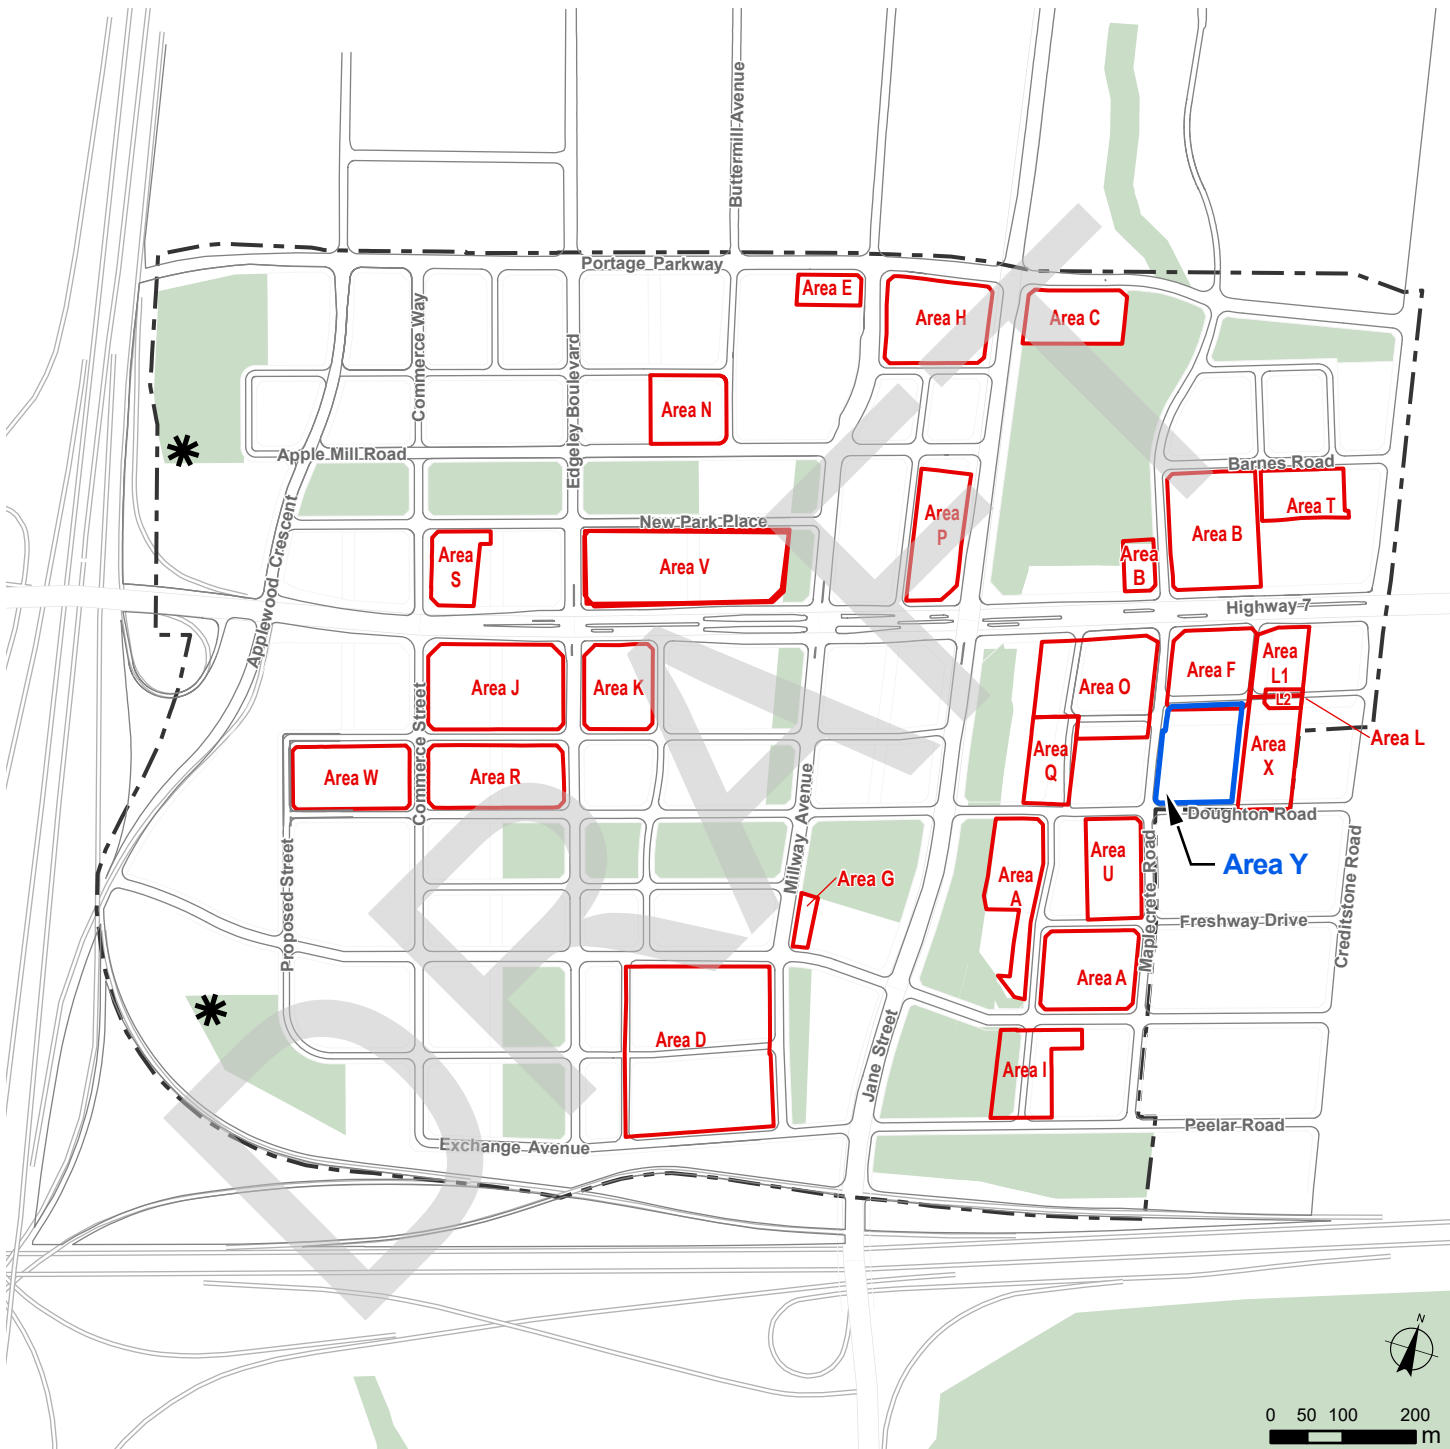 Buttermill Avenue
Portage Parkway
Area E
Area H
Area C
Commerce Way
Edgeley Boulevard
Area N
Apple Mill Road
Barnes Road
New Park Place
Applewood Crescent
Area
S
Area V
Area
P
Area
B
Area B
Area T
Highway 7
Area J
Area K
Area O
Area F
Area
L1
L2
Area L
Commerce Street
Area W
Area R
Area
Q
Area
X
Doughton Road
Area Y
Millway Avenue
Area G
Area
A
Area
U
Maplecrete Road
Freshway Drive
Creditstone Road
Proposed Street
Area A
Area D
Jane Street
Area I
Peelar Road
Exchange Avenue
DRAFT
N
0 50 100 200
m